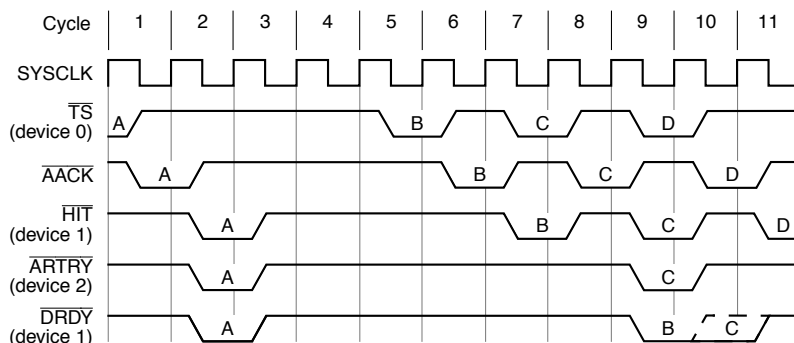 Cycle 1 2 3 4 5 6 7 8 9 10 11
SYSCLK
TS A B C D
(device 0)
AACK A B C D
HIT A B C D
(device 1)
ARTRY A C
(device 2)
DRDY A B C
(device 1)